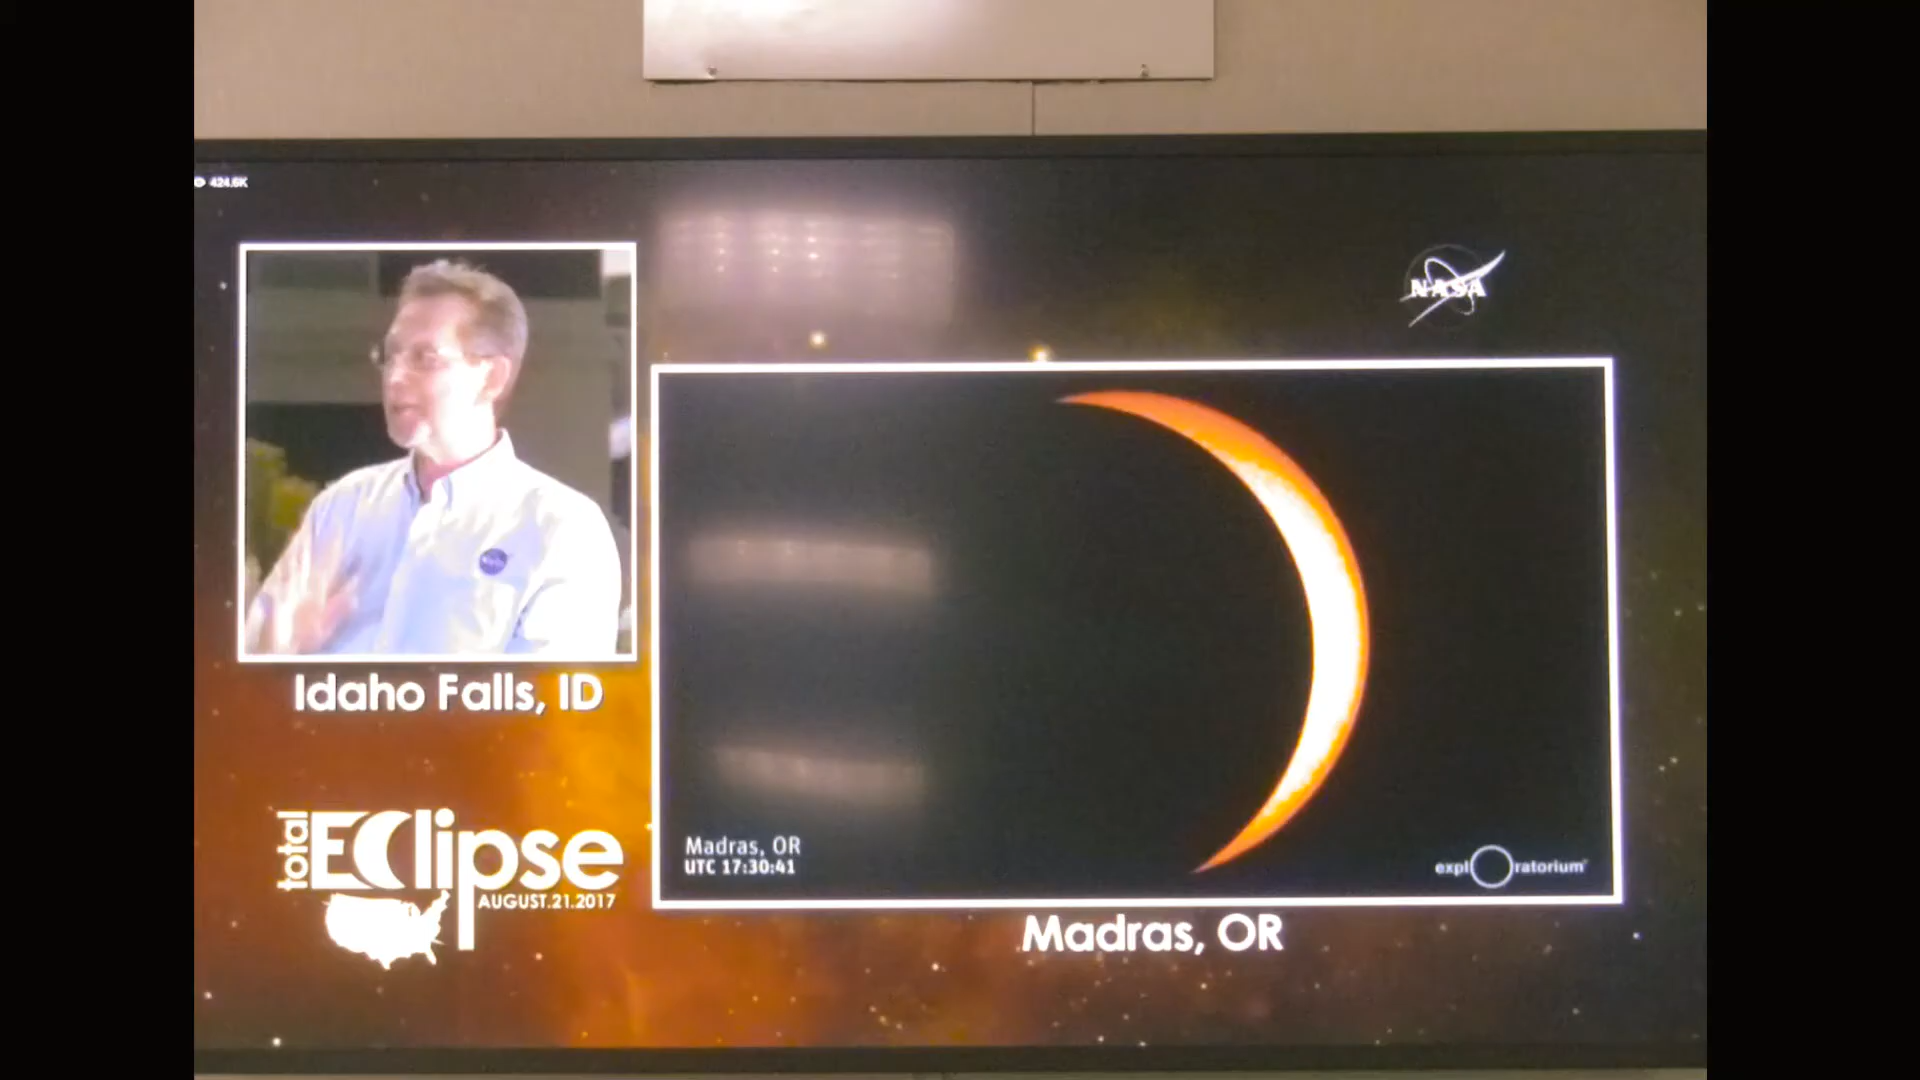 424.6K
NASA
Idaho Falls, ID
total
EClipse
AUGUST.21.2017
Madras, OR
UTC 17:30:41
expl ratorium
Madras, OR